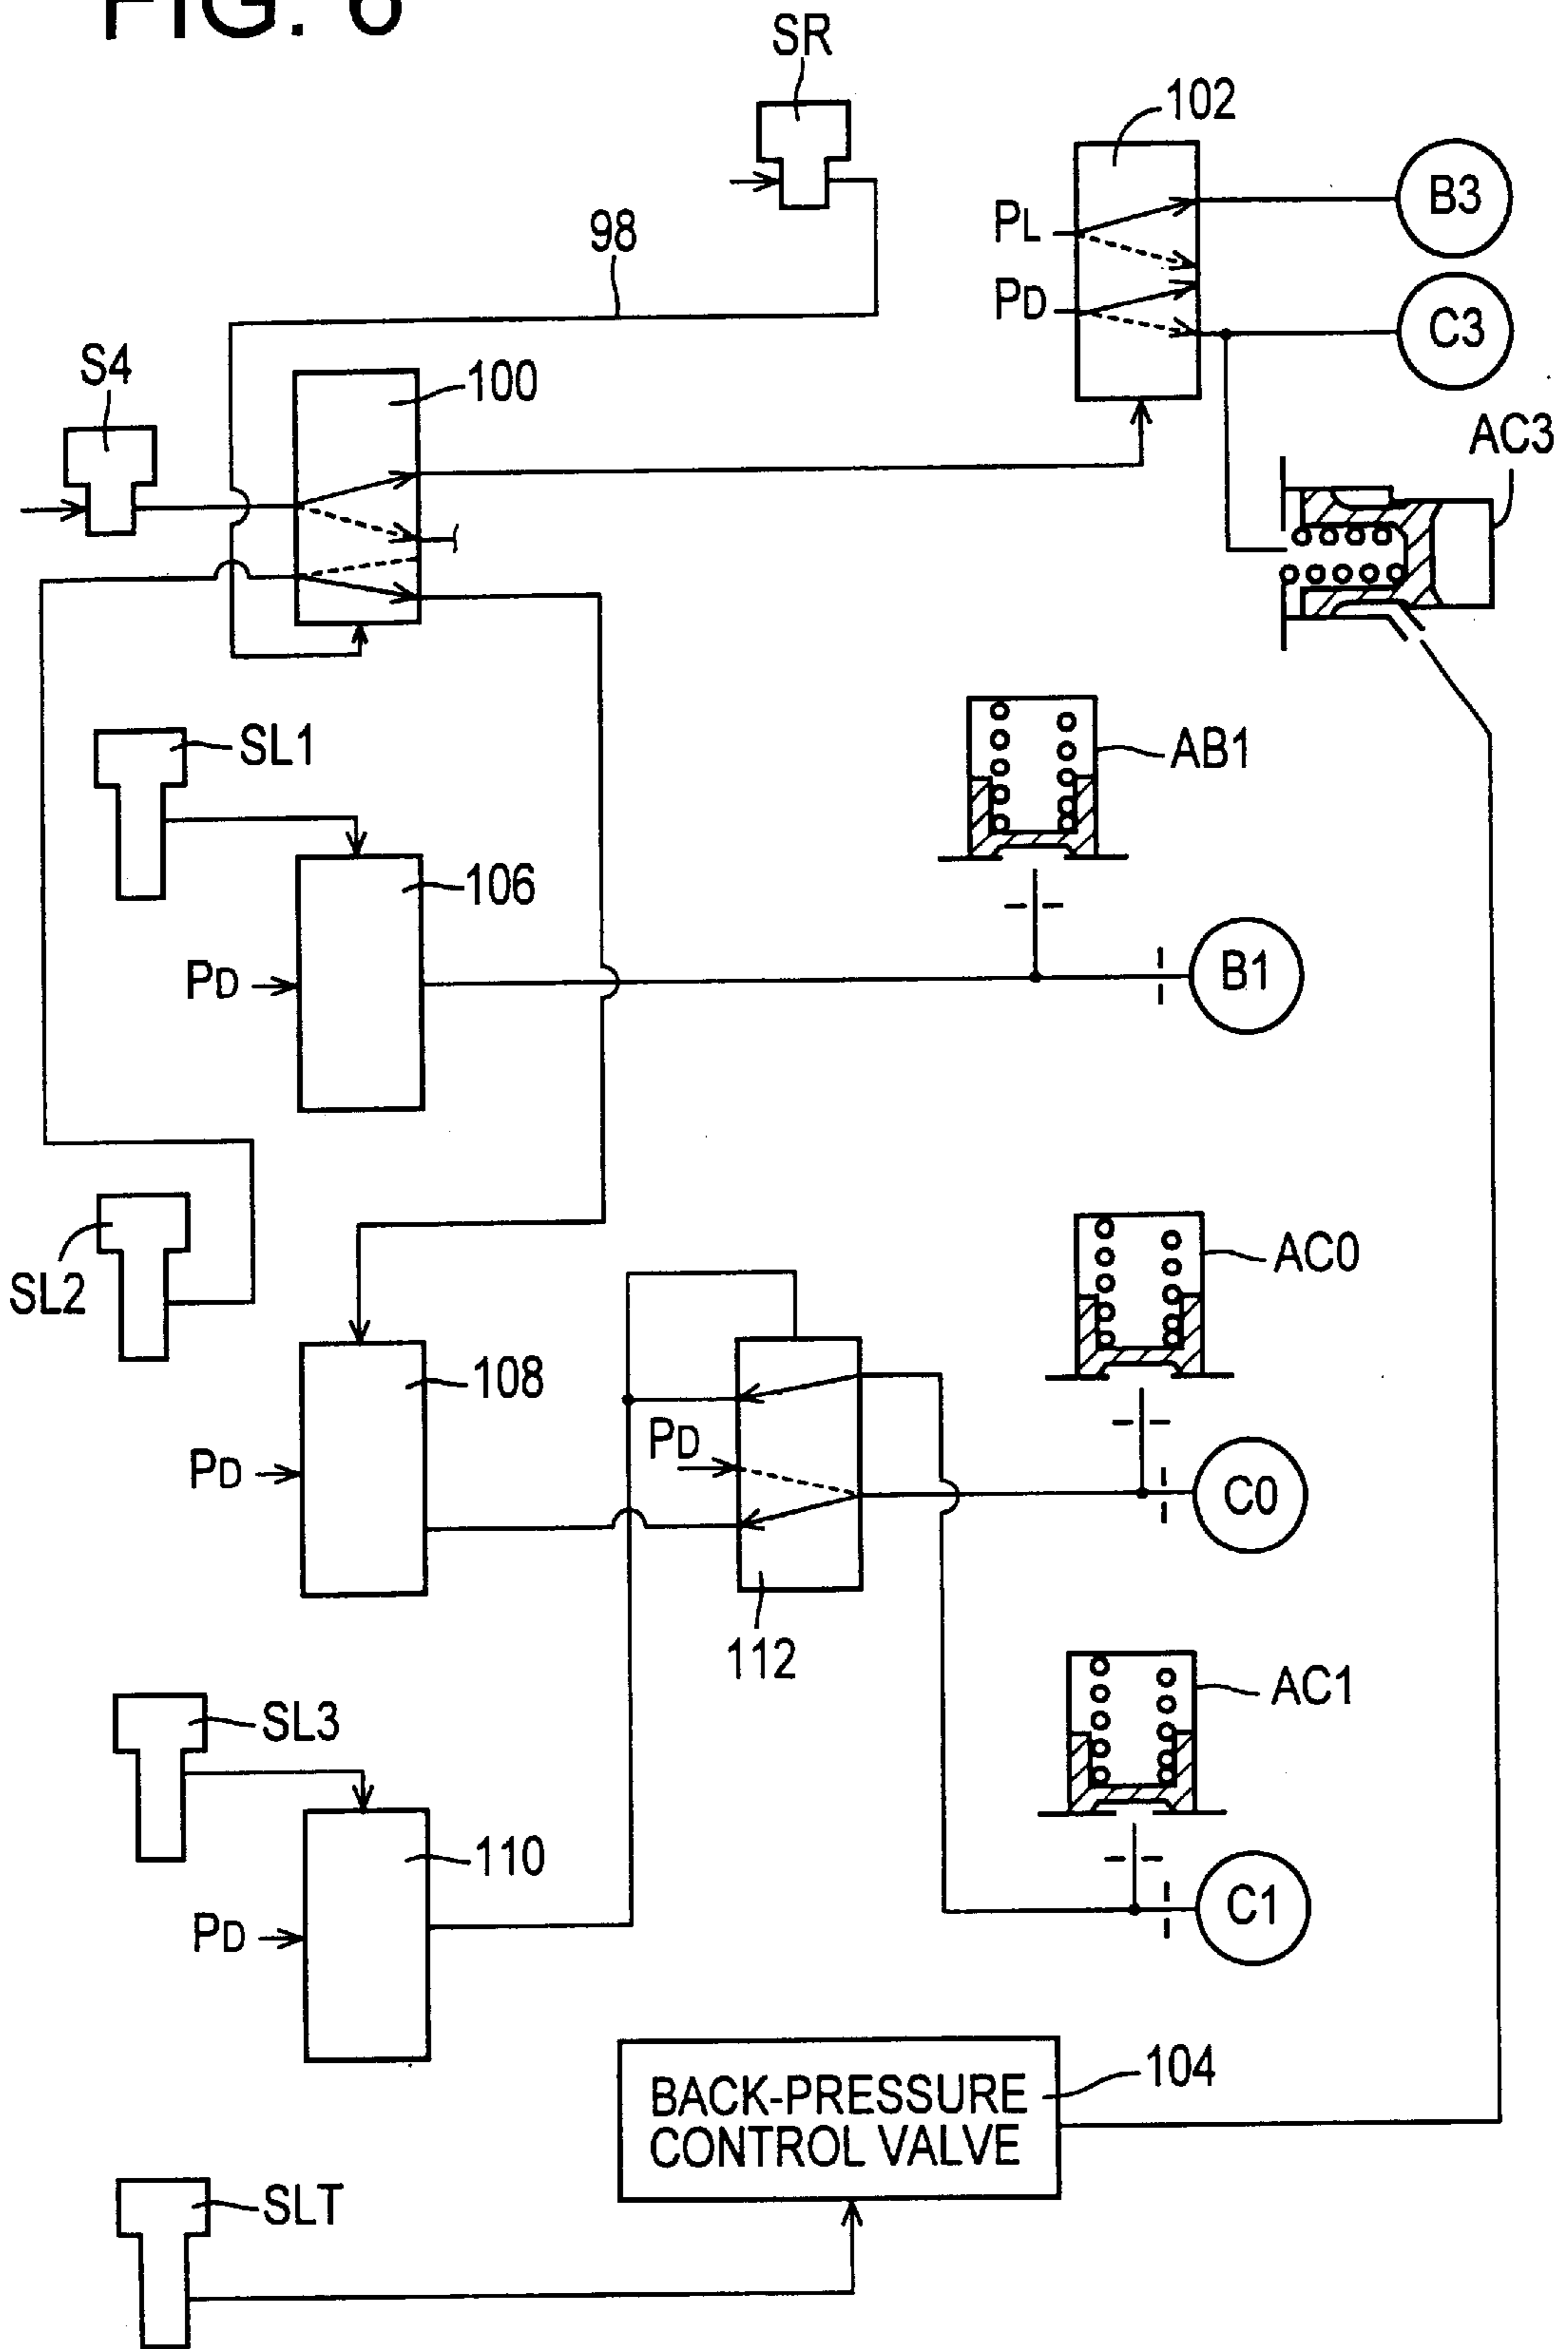 FIG. 6
SR
102
PL
B3
98
PD
C3
S4
100
AC3
SL1
AB1
106
PD
B1
SL2
AC0
108
PD
PD
C0
112
SL3
AC1
110
PD
C1
104
BACK-PRESSURE
CONTROL VALVE
SLT